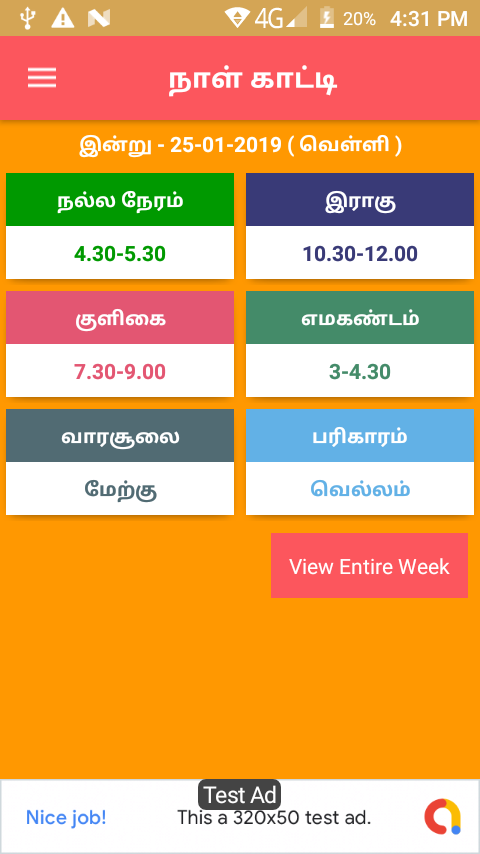 4G 20% 4:31 PM
நாள் காட்டி
இன்று - 25-01-2019 ( வெள்ளி )
நல்ல நேரம் இராகு
4.30-5.30 10.30-12.00
குளிகை எமகண்டம்
7.30-9.00 3-4.30
வாரசூலை பரிகாரம்
மேற்கு வெல்லம்
View Entire Week
Test Ad
Nice job! This a 320x50 test ad.